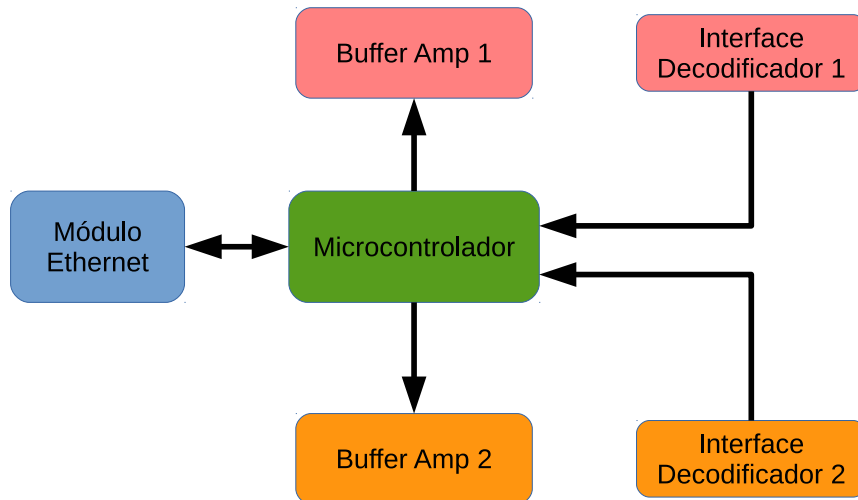 Buffer Amp 1
Interface
Decodificador 1
Módulo
Ethernet
Microcontrolador
Buffer Amp 2
Interface
Decodificador 2